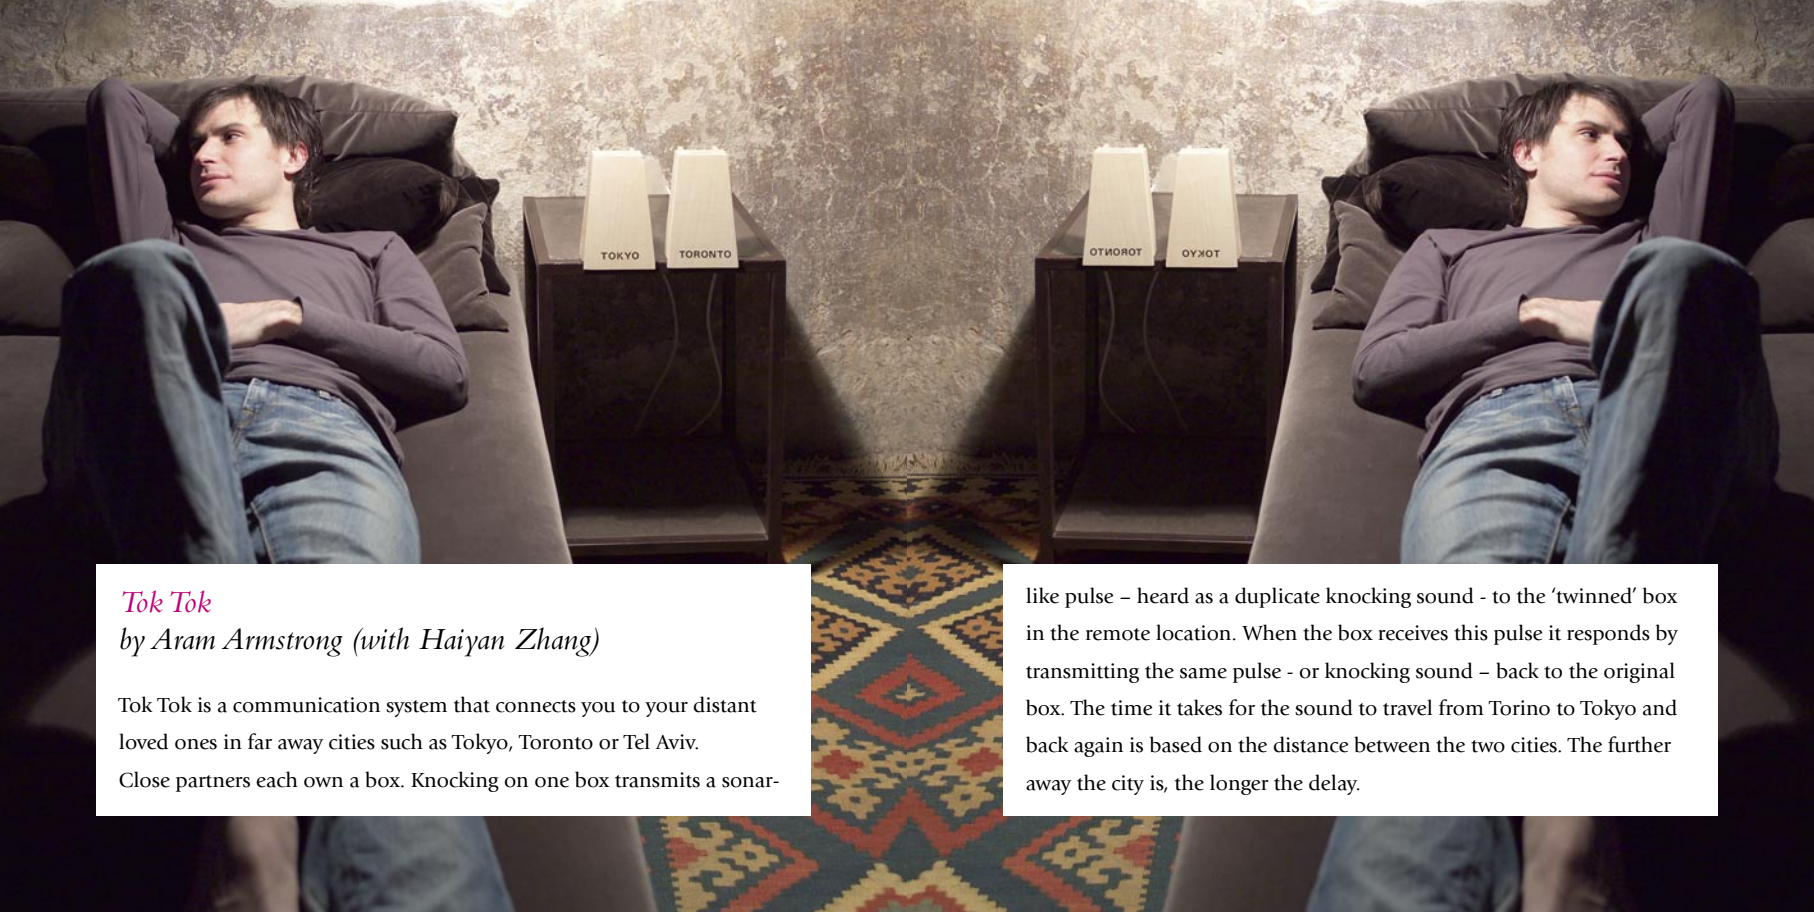 TOKYO
TORONTO
TORONTO
TOKYO
Tok Tok
by Aram Armstrong (with Haiyan Zhang)
Tok Tok is a communication system that connects you to your distant
loved ones in far away cities such as Tokyo, Toronto or Tel Aviv.
Close partners each own a box. Knocking on one box transmits a sonar-
like pulse – heard as a duplicate knocking sound - to the ‘twinned’ box
in the remote location. When the box receives this pulse it responds by
transmitting the same pulse - or knocking sound – back to the original
box. The time it takes for the sound to travel from Torino to Tokyo and
back again is based on the distance between the two cities. The further
away the city is, the longer the delay.